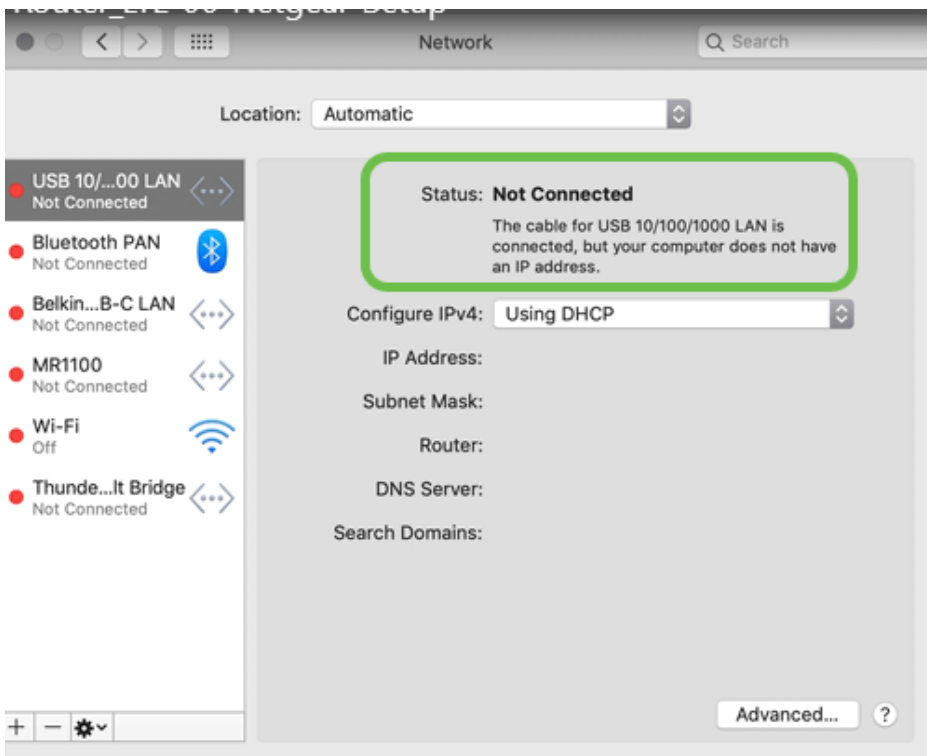 Network
Search
Location: Automatic
USB 10/...00 LAN
Not Connected
Bluetooth PAN
Not Connected
Belkin...B-C LAN
Not Connected
MR1100
Not Connected
Wi-Fi
Off
Thunde...lt Bridge
Not Connected
Status: Not Connected
The cable for USB 10/100/1000 LAN is
connected, but your computer does not have
an IP address.
Configure IPv4: Using DHCP
IP Address:
Subnet Mask:
Router:
DNS Server:
Search Domains:
Advanced... ?